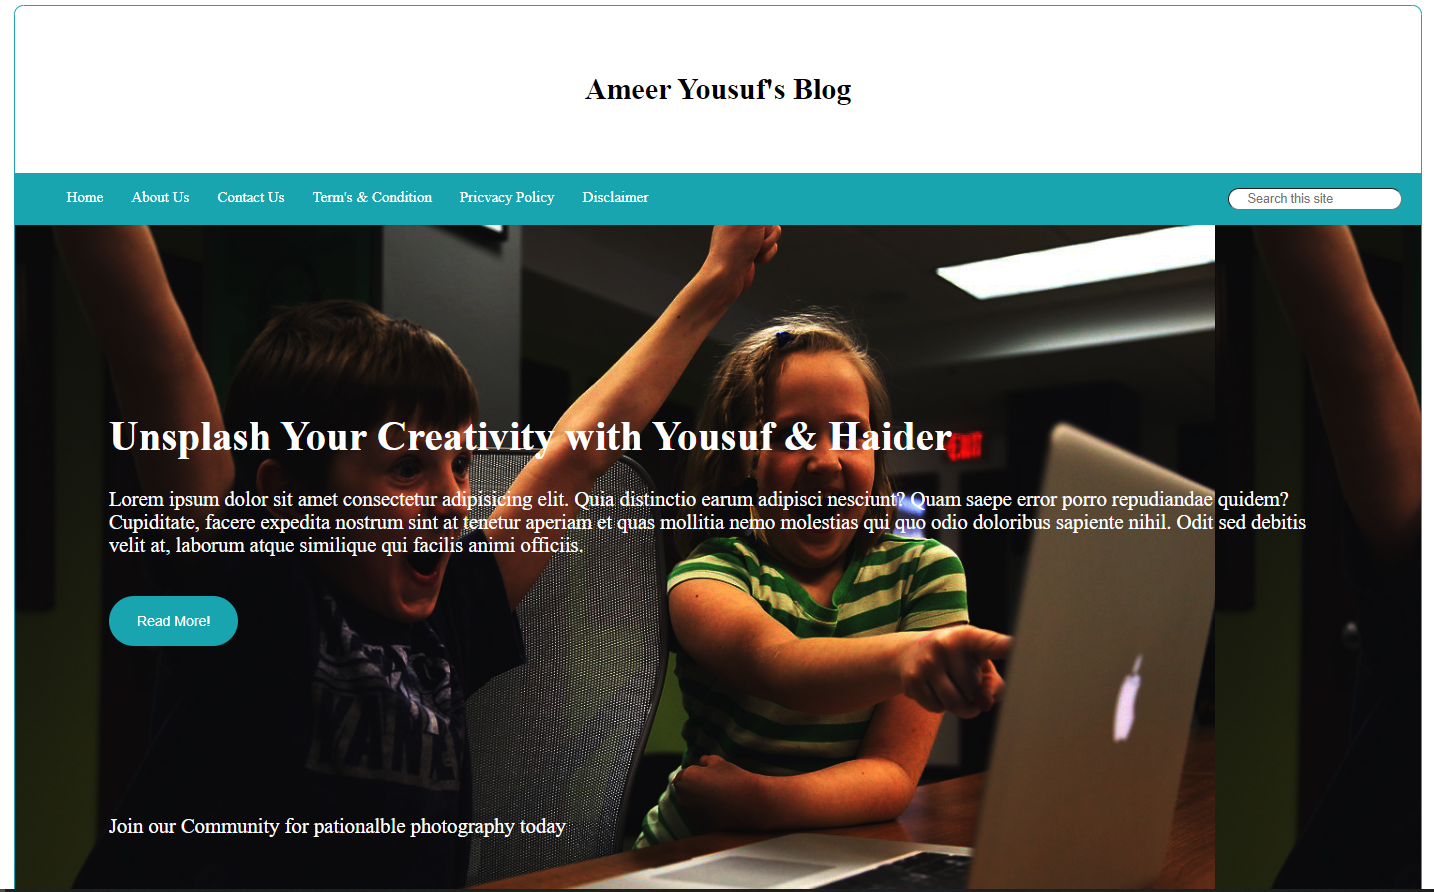 Ameer Yousuf's Blog
Home About Us Contact Us Term's & Condition Pricvacy Policy Disclaimer Search this site
EXIT
Unsplash Your Creativity with Yousuf & Haider
Lorem ipsum dolor sit amet consectetur adipisicing elit. Quia distinctio earum adipisci nesciunt? Quam saepe error porro repudiandae quidem?
Cupiditate, facere expedita nostrum sint at tenetur aperiam et quas mollitia nemo molestias qui quo odio doloribus sapiente nihil. Odit sed debitis
velit at, laborum atque similique qui facilis animi officiis.
Read More!
Join our Community for pationalble photography today